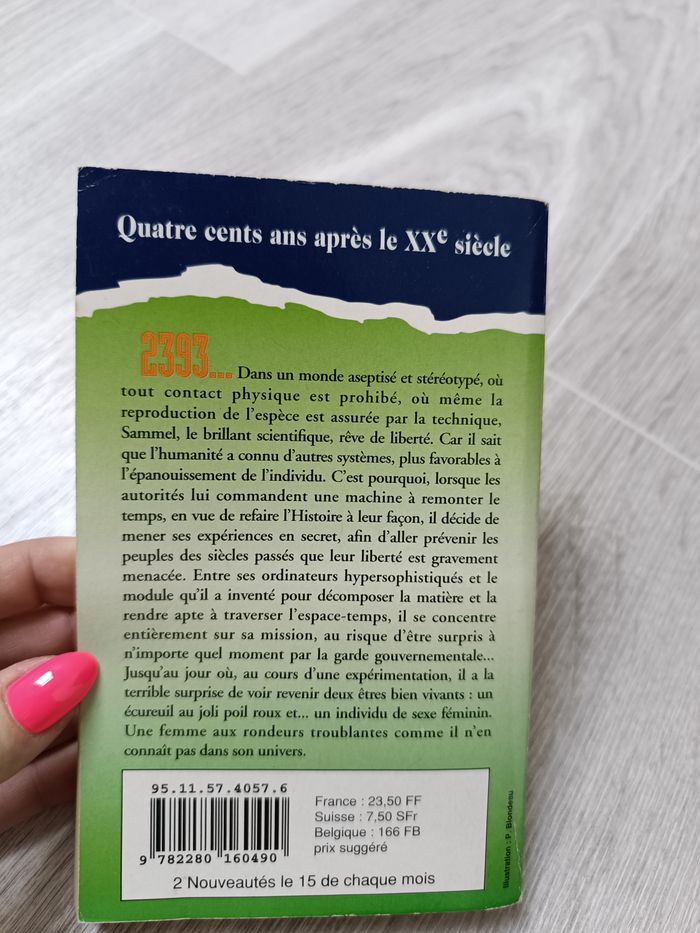 Quatre cents ans après le XXe siècle
2393... Dans un monde aseptisé et stéréotypé, où
tout contact physique est prohibé, où même la
reproduction de l'espèce est assurée par la technique,
Sammel, le brillant scientifique, rêve de liberté. Car il sait
que l'humanité a connu d'autres systèmes, plus favorables à
l'épanouissement de l'individu. C'est pourquoi, lorsque les
autorités lui commandent une machine à remonter le
temps, en vue de refaire l'Histoire à leur façon, il décide de
mener ses expériences en secret, afin d'aller prévenir les
peuples des siècles passés que leur liberté est gravement
menacée. Entre ses ordinateurs hypersophistiqués et le
module qu'il a inventé pour décomposer la matière et la
rendre apte à traverser l'espace-temps, il se concentre
entièrement sur sa mission, au risque d'être surpris à
n'importe quel moment par la garde gouvernementale...
Jusqu'au jour où, au cours d'une expérimentation, il a la
terrible surprise de voir revenir deux êtres bien vivants : un
écureuil au joli poil roux et... un individu de sexe féminin.
Une femme aux rondeurs troublantes comme il n'en
connaît pas dans son univers.
95.11.57.4057.6
9 782280 160490
France : 23,50 FF
Suisse : 7,50 SFr
Belgique : 166 FB
prix suggéré
2 Nouveautés le 15 de chaque mois
Illustration : P. Blondeau